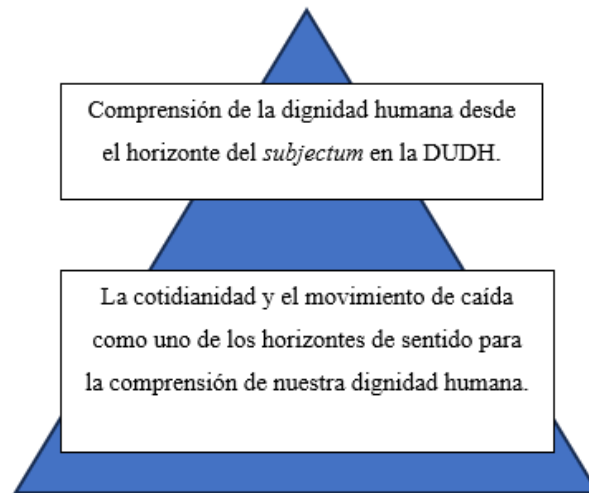 Comprensión de la dignidad humana desde
el horizonte del subjectum en la DUDH.
La cotidianidad y el movimiento de caída
como uno de los horizontes de sentido para
la comprensión de nuestra dignidad humana.